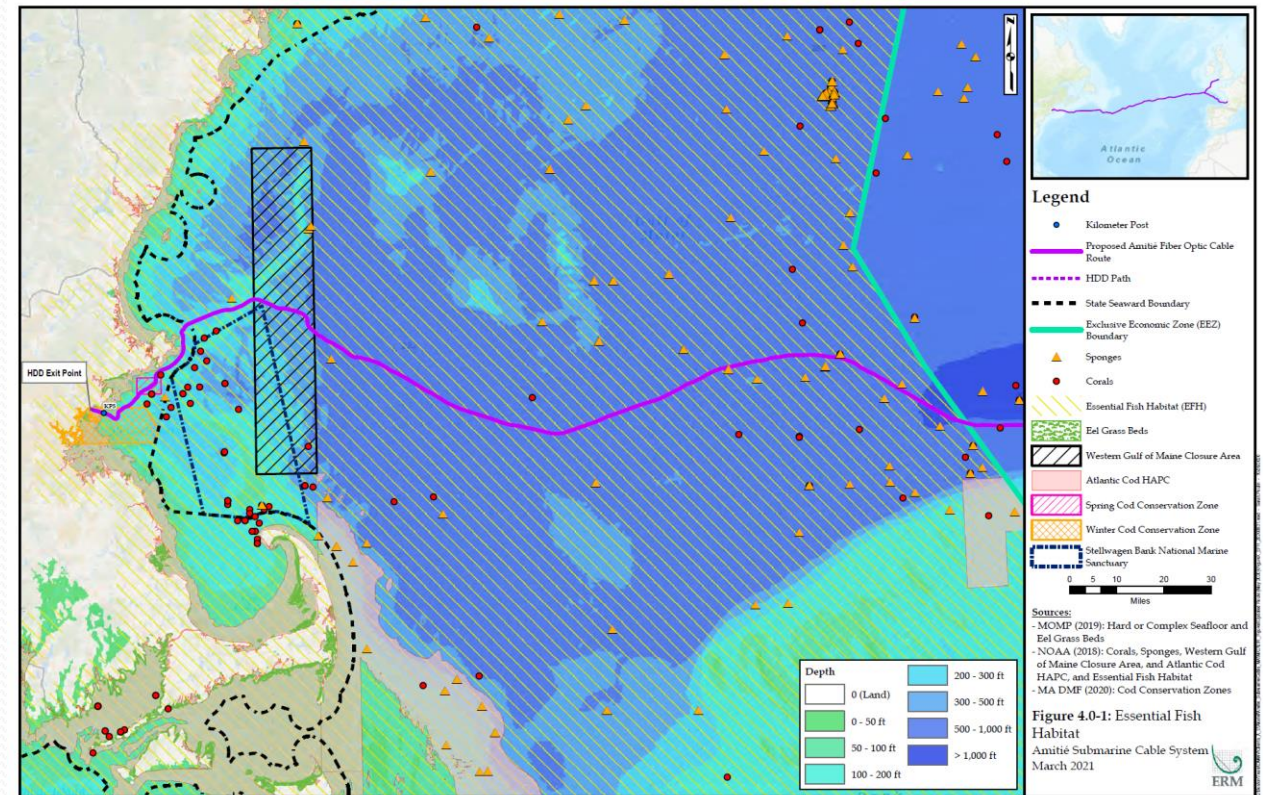 HDD Exit Point
KP5
N
Atlantic
Ocean
Legend
Kilometer Post
Proposed Amitié Fiber Optic Cable
Route
HDD Path
State Seaward Boundary
Exclusive Economic Zone (EEZ)
Boundary
Sponges
Corals
Essential Fish Habitat (EFH)
Eel Grass Beds
Western Gulf of Maine Closure Area
Atlantic Cod HAPC
Spring Cod Conservation Zone
Winter Cod Conservation Zone
Stellwagen Bank National Marine
Sanctuary
0 5 10 20 30
Miles
Sources:
- MOMP (2019): Hard or Complex Seafloor and
Eel Grass Beds
- NOAA (2018): Corals, Sponges, Western Gulf
of Maine Closure Area, and Atlantic Cod
HAPC, and Essential Fish Habitat
- MA DMF (2020): Cod Conservation Zones
Figure 4.0-1: Essential Fish
Habitat
Amitié Submarine Cable System
March 2021
ERM
Depth
0 (Land)
0 - 50 ft
50 - 100 ft
100 - 200 ft
200 - 300 ft
300 - 500 ft
500 - 1,000 ft
> 1,000 ft